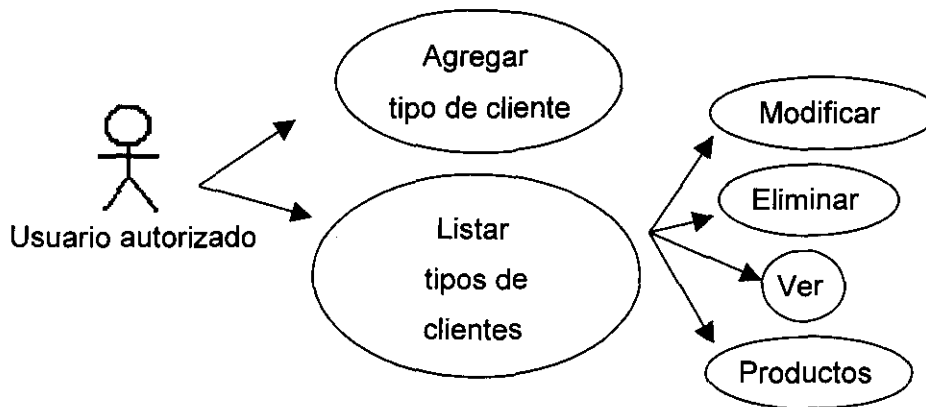 Agregar
tipo de cliente
Usuario autorizado
Listar
tipos de
clientes
Modificar
Eliminar
Ver
Productos